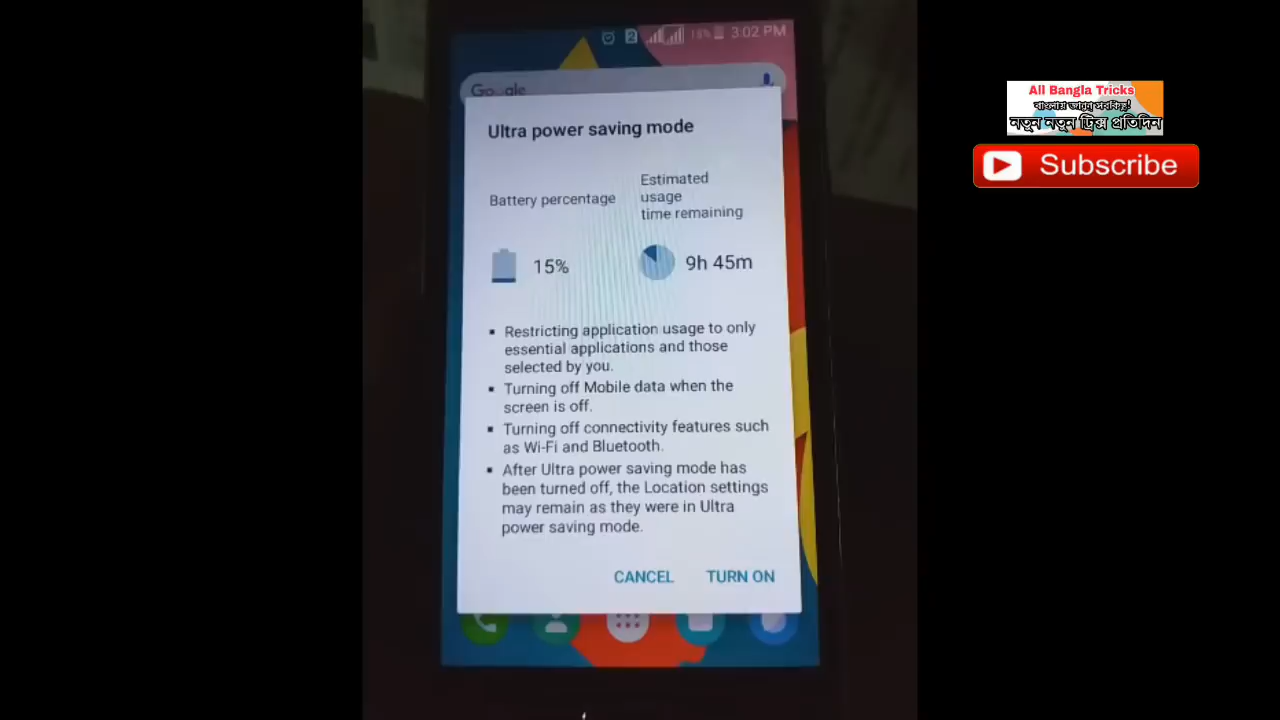 2 15% 3:02 PM
Google
Ultra power saving mode
Battery percentage
Estimated
usage
time remaining
15%
9h 45m
Restricting application usage to only
essential applications and those
selected by you.
Turning off Mobile data when the
screen is off.
Turning off connectivity features such
as Wi-Fi and Bluetooth.
After Ultra power saving mode has
been turned off, the Location settings
may remain as they were in Ultra
power saving mode.
CANCEL TURN ON
All Bangla Tricks
বাংলায় জানুন সবকিছু!
নতুন নতুন ট্রিক্স প্রতিদিন
Subscribe